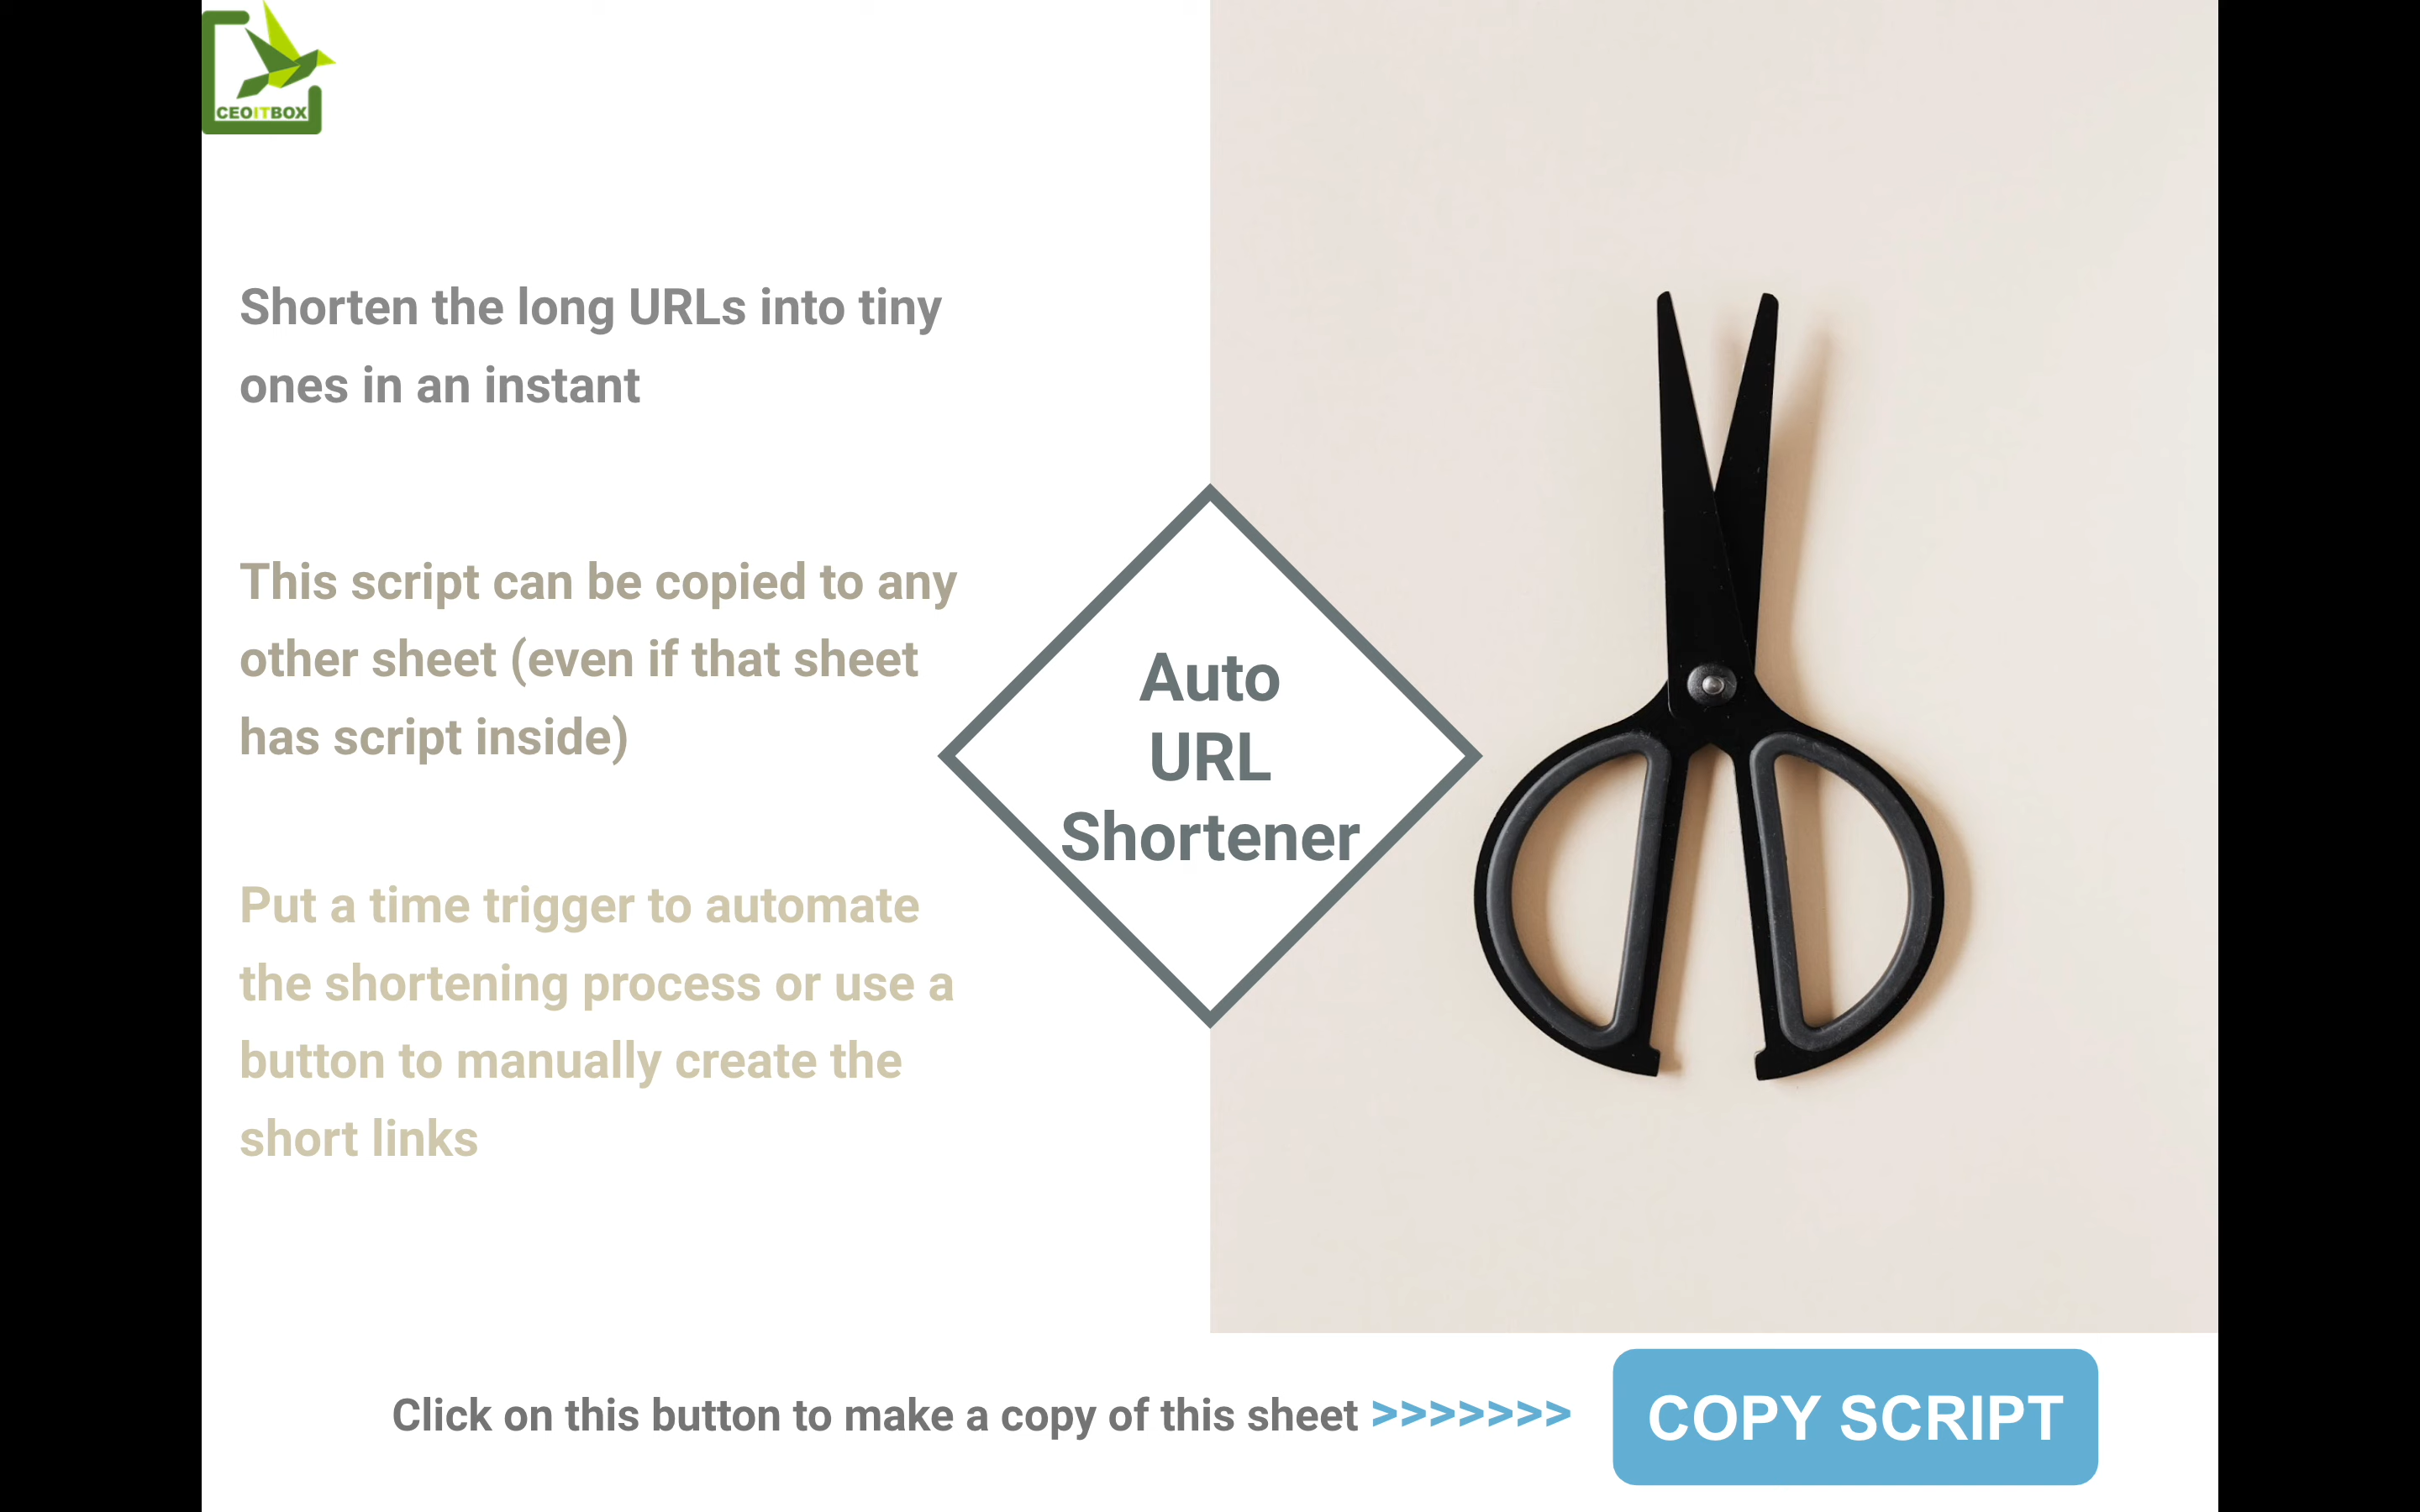 CEOITBOX
Shorten the long URLs into tiny
ones in an instant
This script can be copied to any
other sheet (even if that sheet
has script inside)
Put a time trigger to automate
the shortening process or use a
button to manually create the
short links
Auto
URL
Shortener
Click on this button to make a copy of this sheet >>>>>>>
COPY SCRIPT